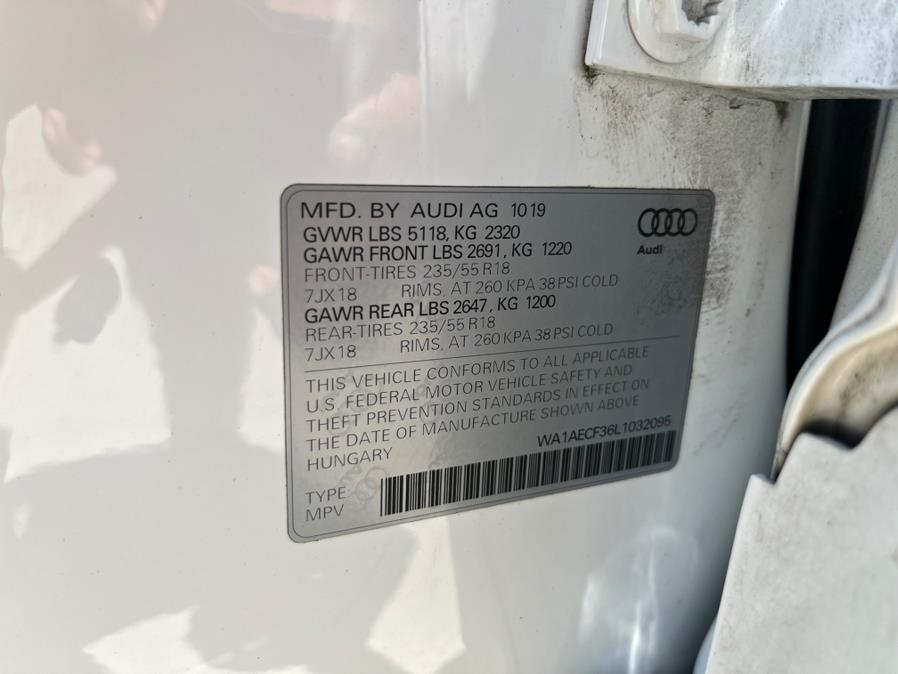 MFD. BY AUDI AG 10 19
GVWR LBS 5118, KG 2320
GAWR FRONT LBS 2691, KG 1220
FRONT-TIRES 235/55 R18
7JX18 RIMS, AT 260 KPA 38 PSI COLD
GAWR REAR LBS 2647, KG 1200
REAR-TIRES 235/55 R18
7JX18 RIMS, AT 260 KPA 38 PSI COLD
Audi
THIS VEHICLE CONFORMS TO ALL APPLICABLE
U.S. FEDERAL MOTOR VEHICLE SAFETY AND
THEFT PREVENTION STANDARDS IN EFFECT ON
THE DATE OF MANUFACTURE SHOWN ABOVE
HUNGARY
WA1AECF36L1032095
TYPE
MPV